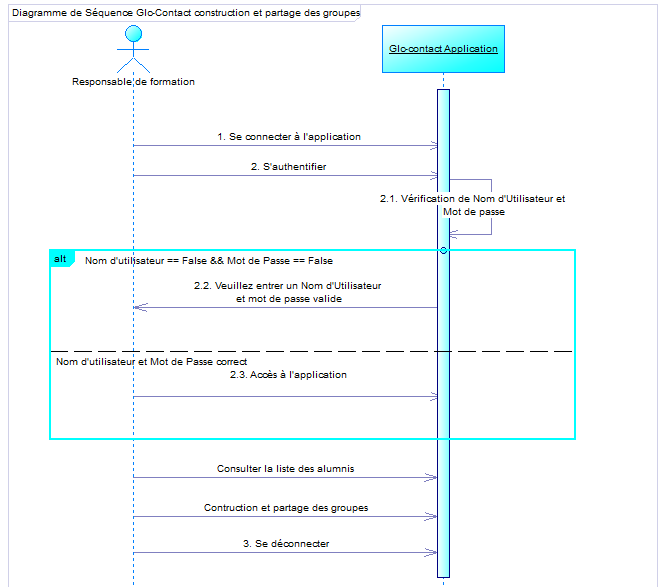 Diagramme de Séquence Glo-Contact construction et partage des groupes
Glo-contact Application
Responsable de formation
1. Se connecter à l'application
2. S'authentifier
2.1. Vérification de Nom d'Utilisateur et
Mot de passe
alt
Nom d'utilisateur == False && Mot de Passe == False
2.2. Veuillez entrer un Nom d'Utilisateur
et mot de passe valide
Nom d'utilisateur et Mot de Passe correct
2.3. Accès à l'application
Consulter la liste des alumnis
Contruction et partage des groupes
3. Se déconnecter